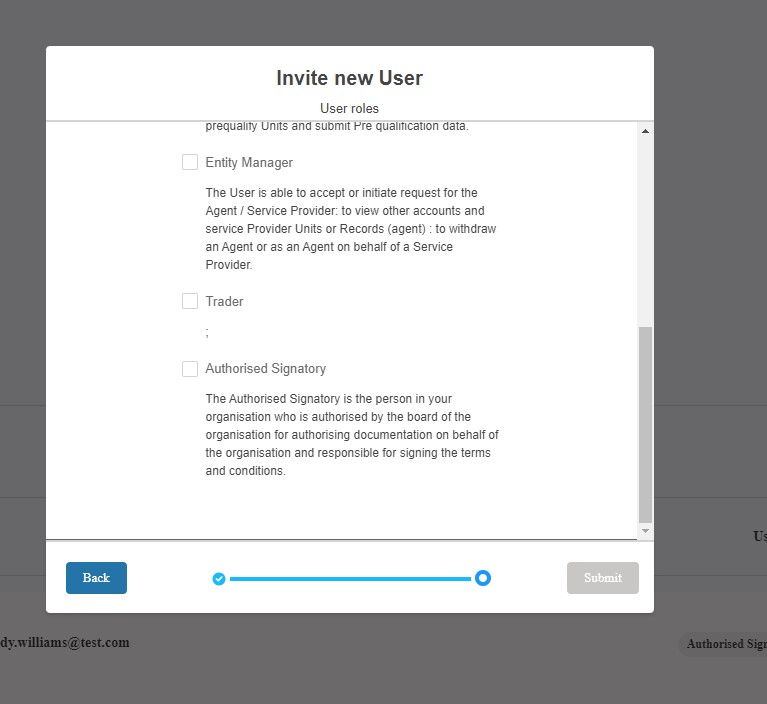 Invite new User
User roles
prequalify Units and submit Pre qualification data.
Entity Manager
The User is able to accept or initiate request for the
Agent / Service Provider: to view other accounts and
service Provider Units or Records (agent) : to withdraw
an Agent or as an Agent on behalf of a Service
Provider.
Trader
;
Authorised Signatory
The Authorised Signatory is the person in your
organisation who is authorised by the board of the
organisation for authorising documentation on behalf of
the organisation and responsible for signing the terms
and conditions.
Us
Back
Submit
dy.williams@test.com
Authorised Sign